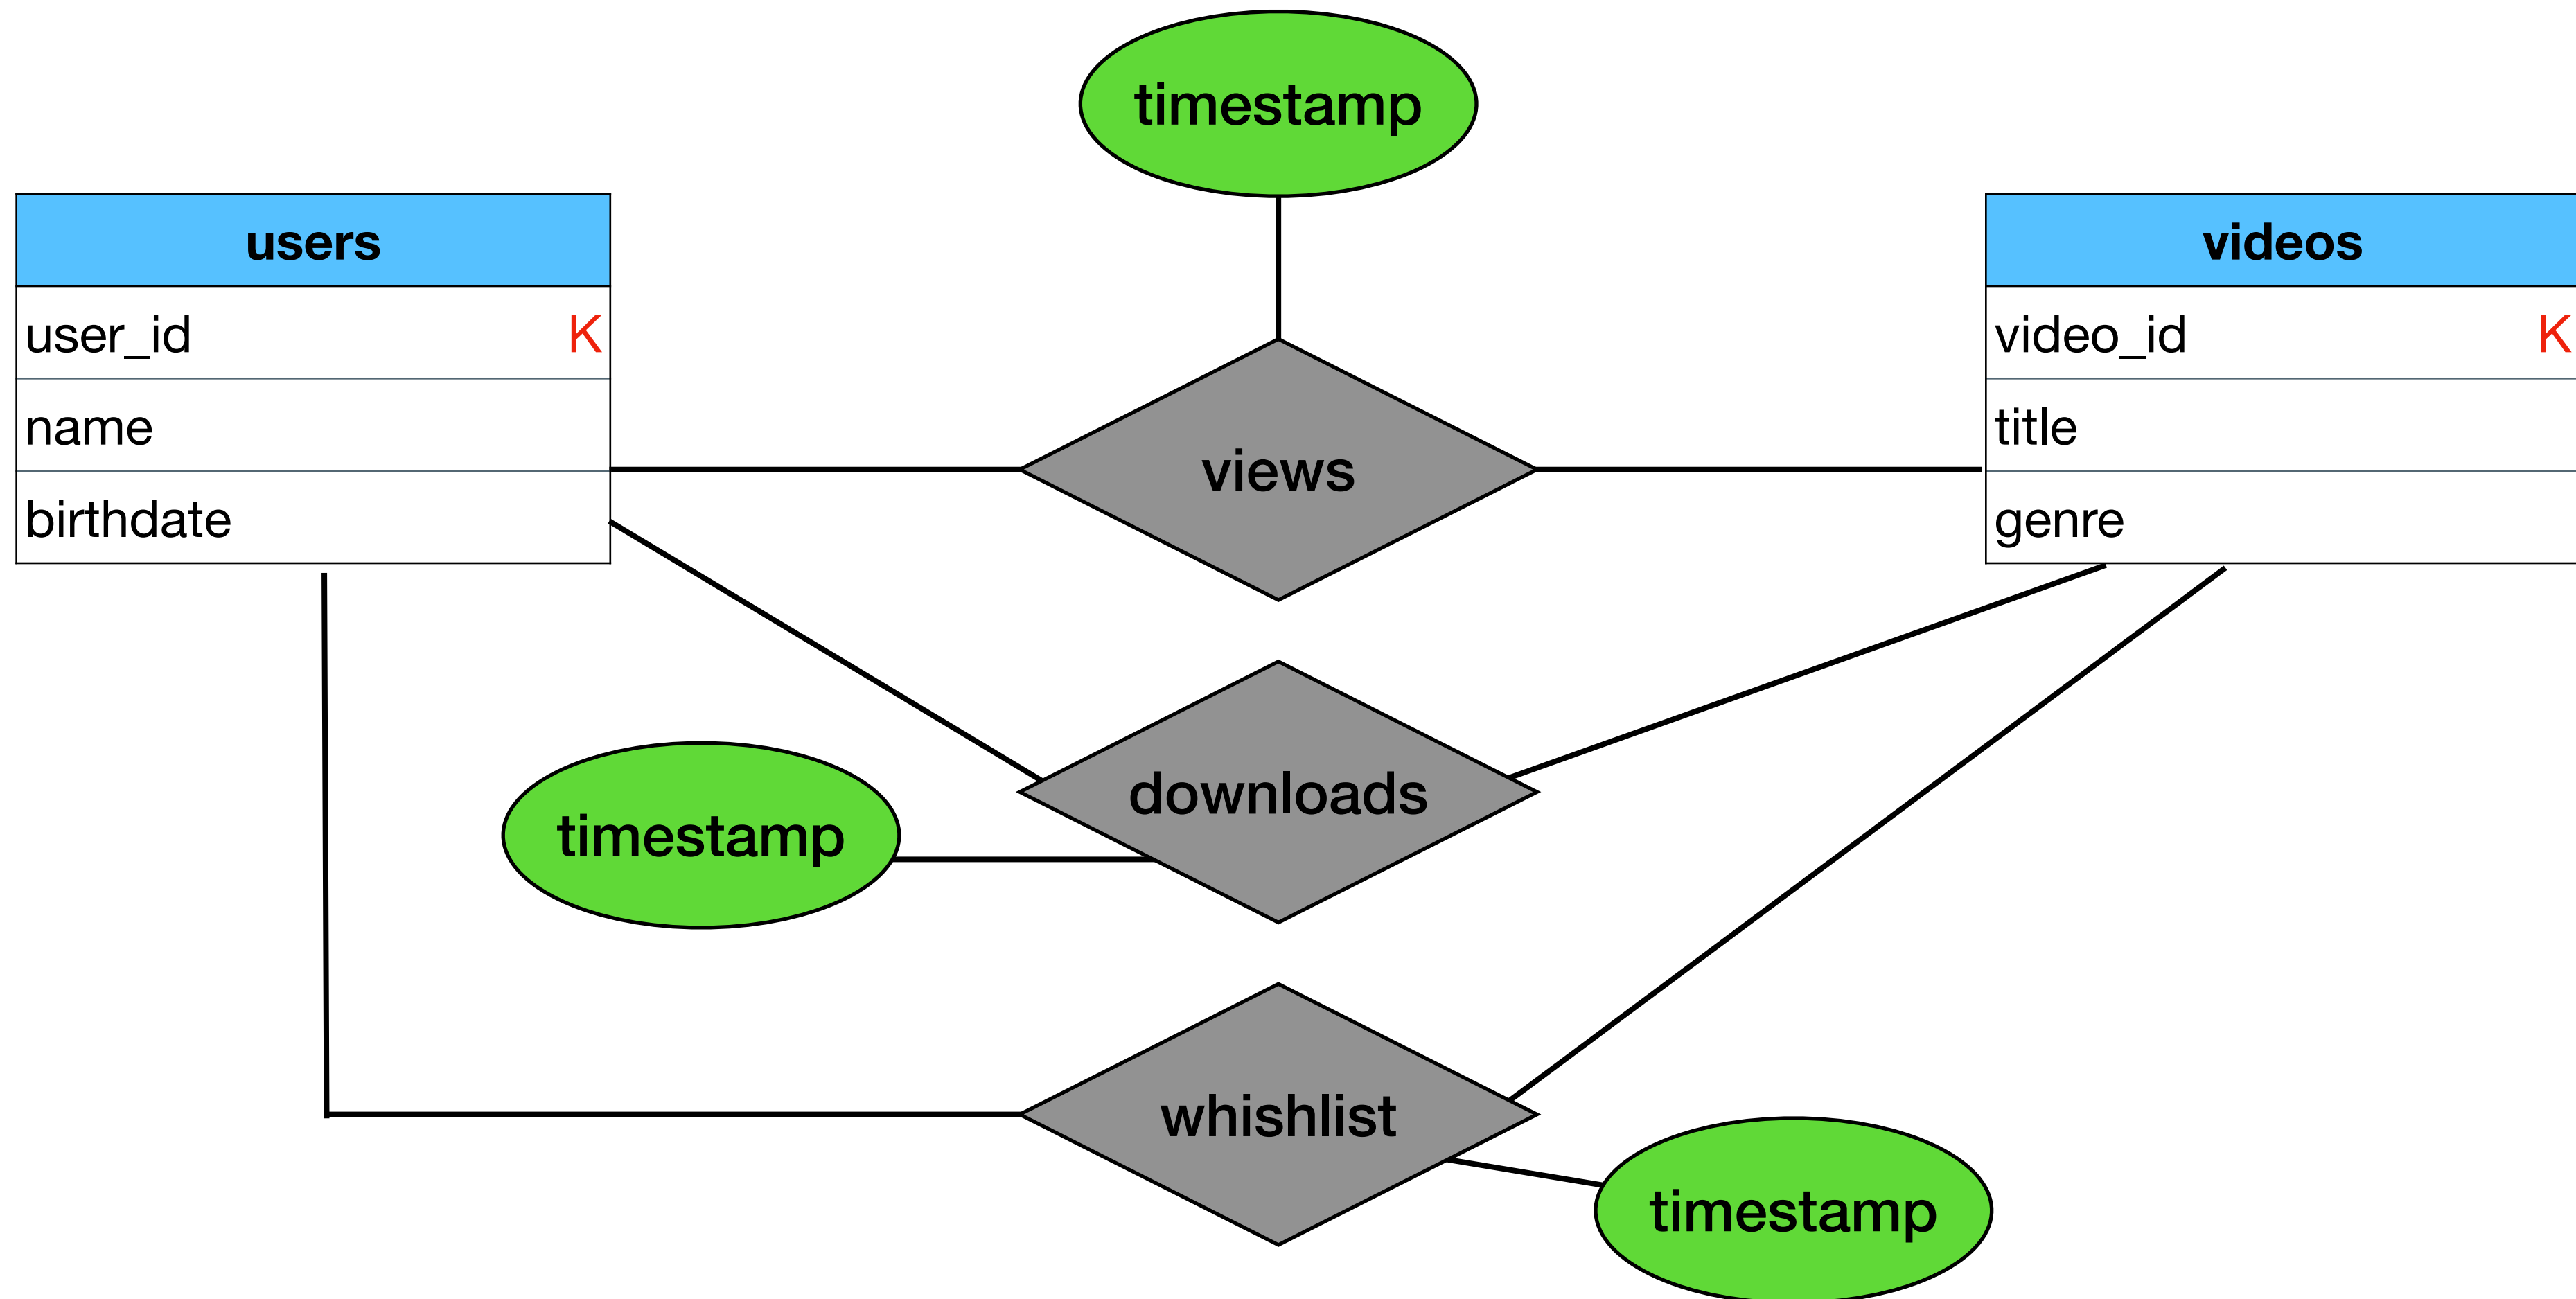 timestamp
users
videos
user_id K
video_id K
name
title
views
birthdate
genre
downloads
timestamp
whishlist
timestamp